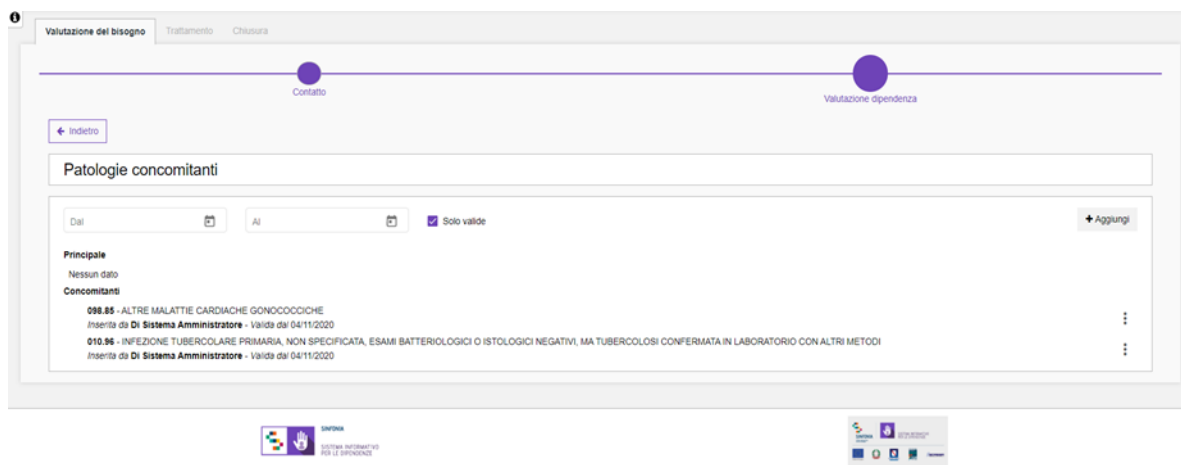 Valutazione del bisogno Trattamento Chiusura
Contatto
Valutazione dipendenza
Indietro
Patologie concomitanti
Dal Al Solo valide + Aggiungi
Principale
Nessun dato
Concomitanti
098.85 - ALTRE MALATTIE CARDIACHE GONOCOCCICHE
Inserita da Di Sistema Amministratore - Valida dal 04/11/2020
010.96 - INFEZIONE TUBERCOLARE PRIMARIA, NON SPECIFICATA, ESAMI BATTERIOLOGICI O ISTOLOGICI NEGATIVI, MA TUBERCOLOSI CONFERMATA IN LABORATORIO CON ALTRI METODI
Inserita da Di Sistema Amministratore - Valida dal 04/11/2020
SINFONIA
SISTEMA INFORMATIVO
PER LE DIPENDENZE
SINFONIA